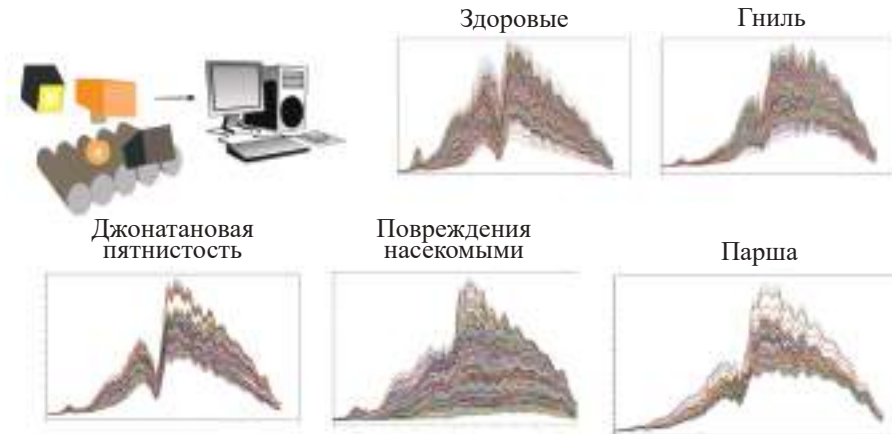 Здоровые
Гниль
Джонатановая
пятнистость
Повреждения
насекомыми
Парша